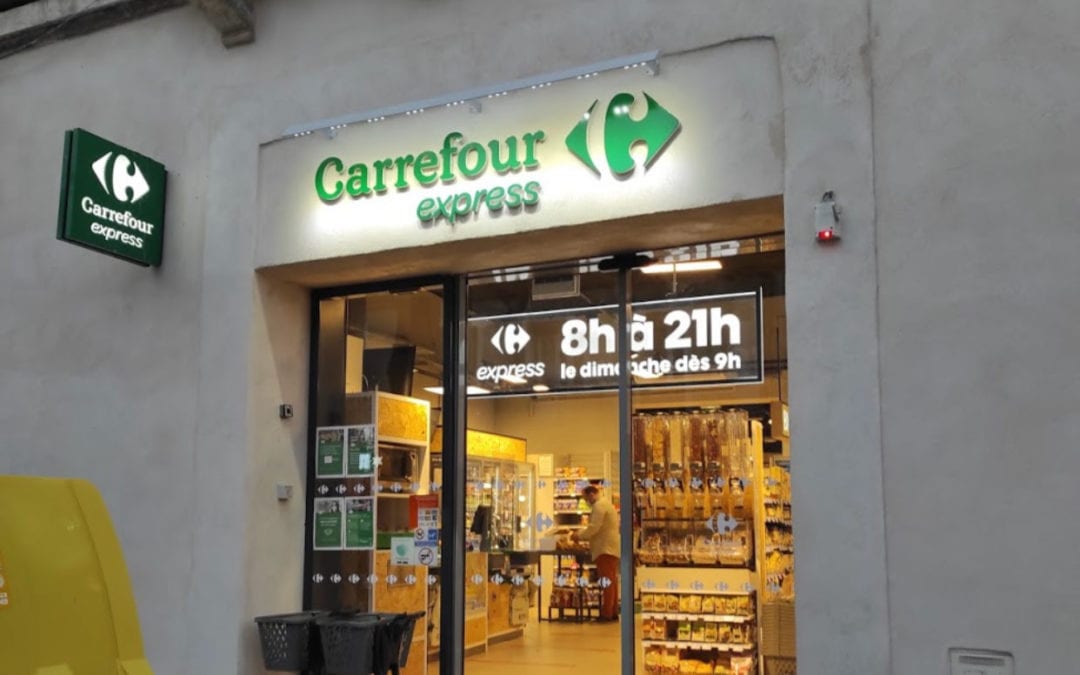 Carrefour
express
Carrefour
express
express
8h à 21h
le dimanche dès 9h